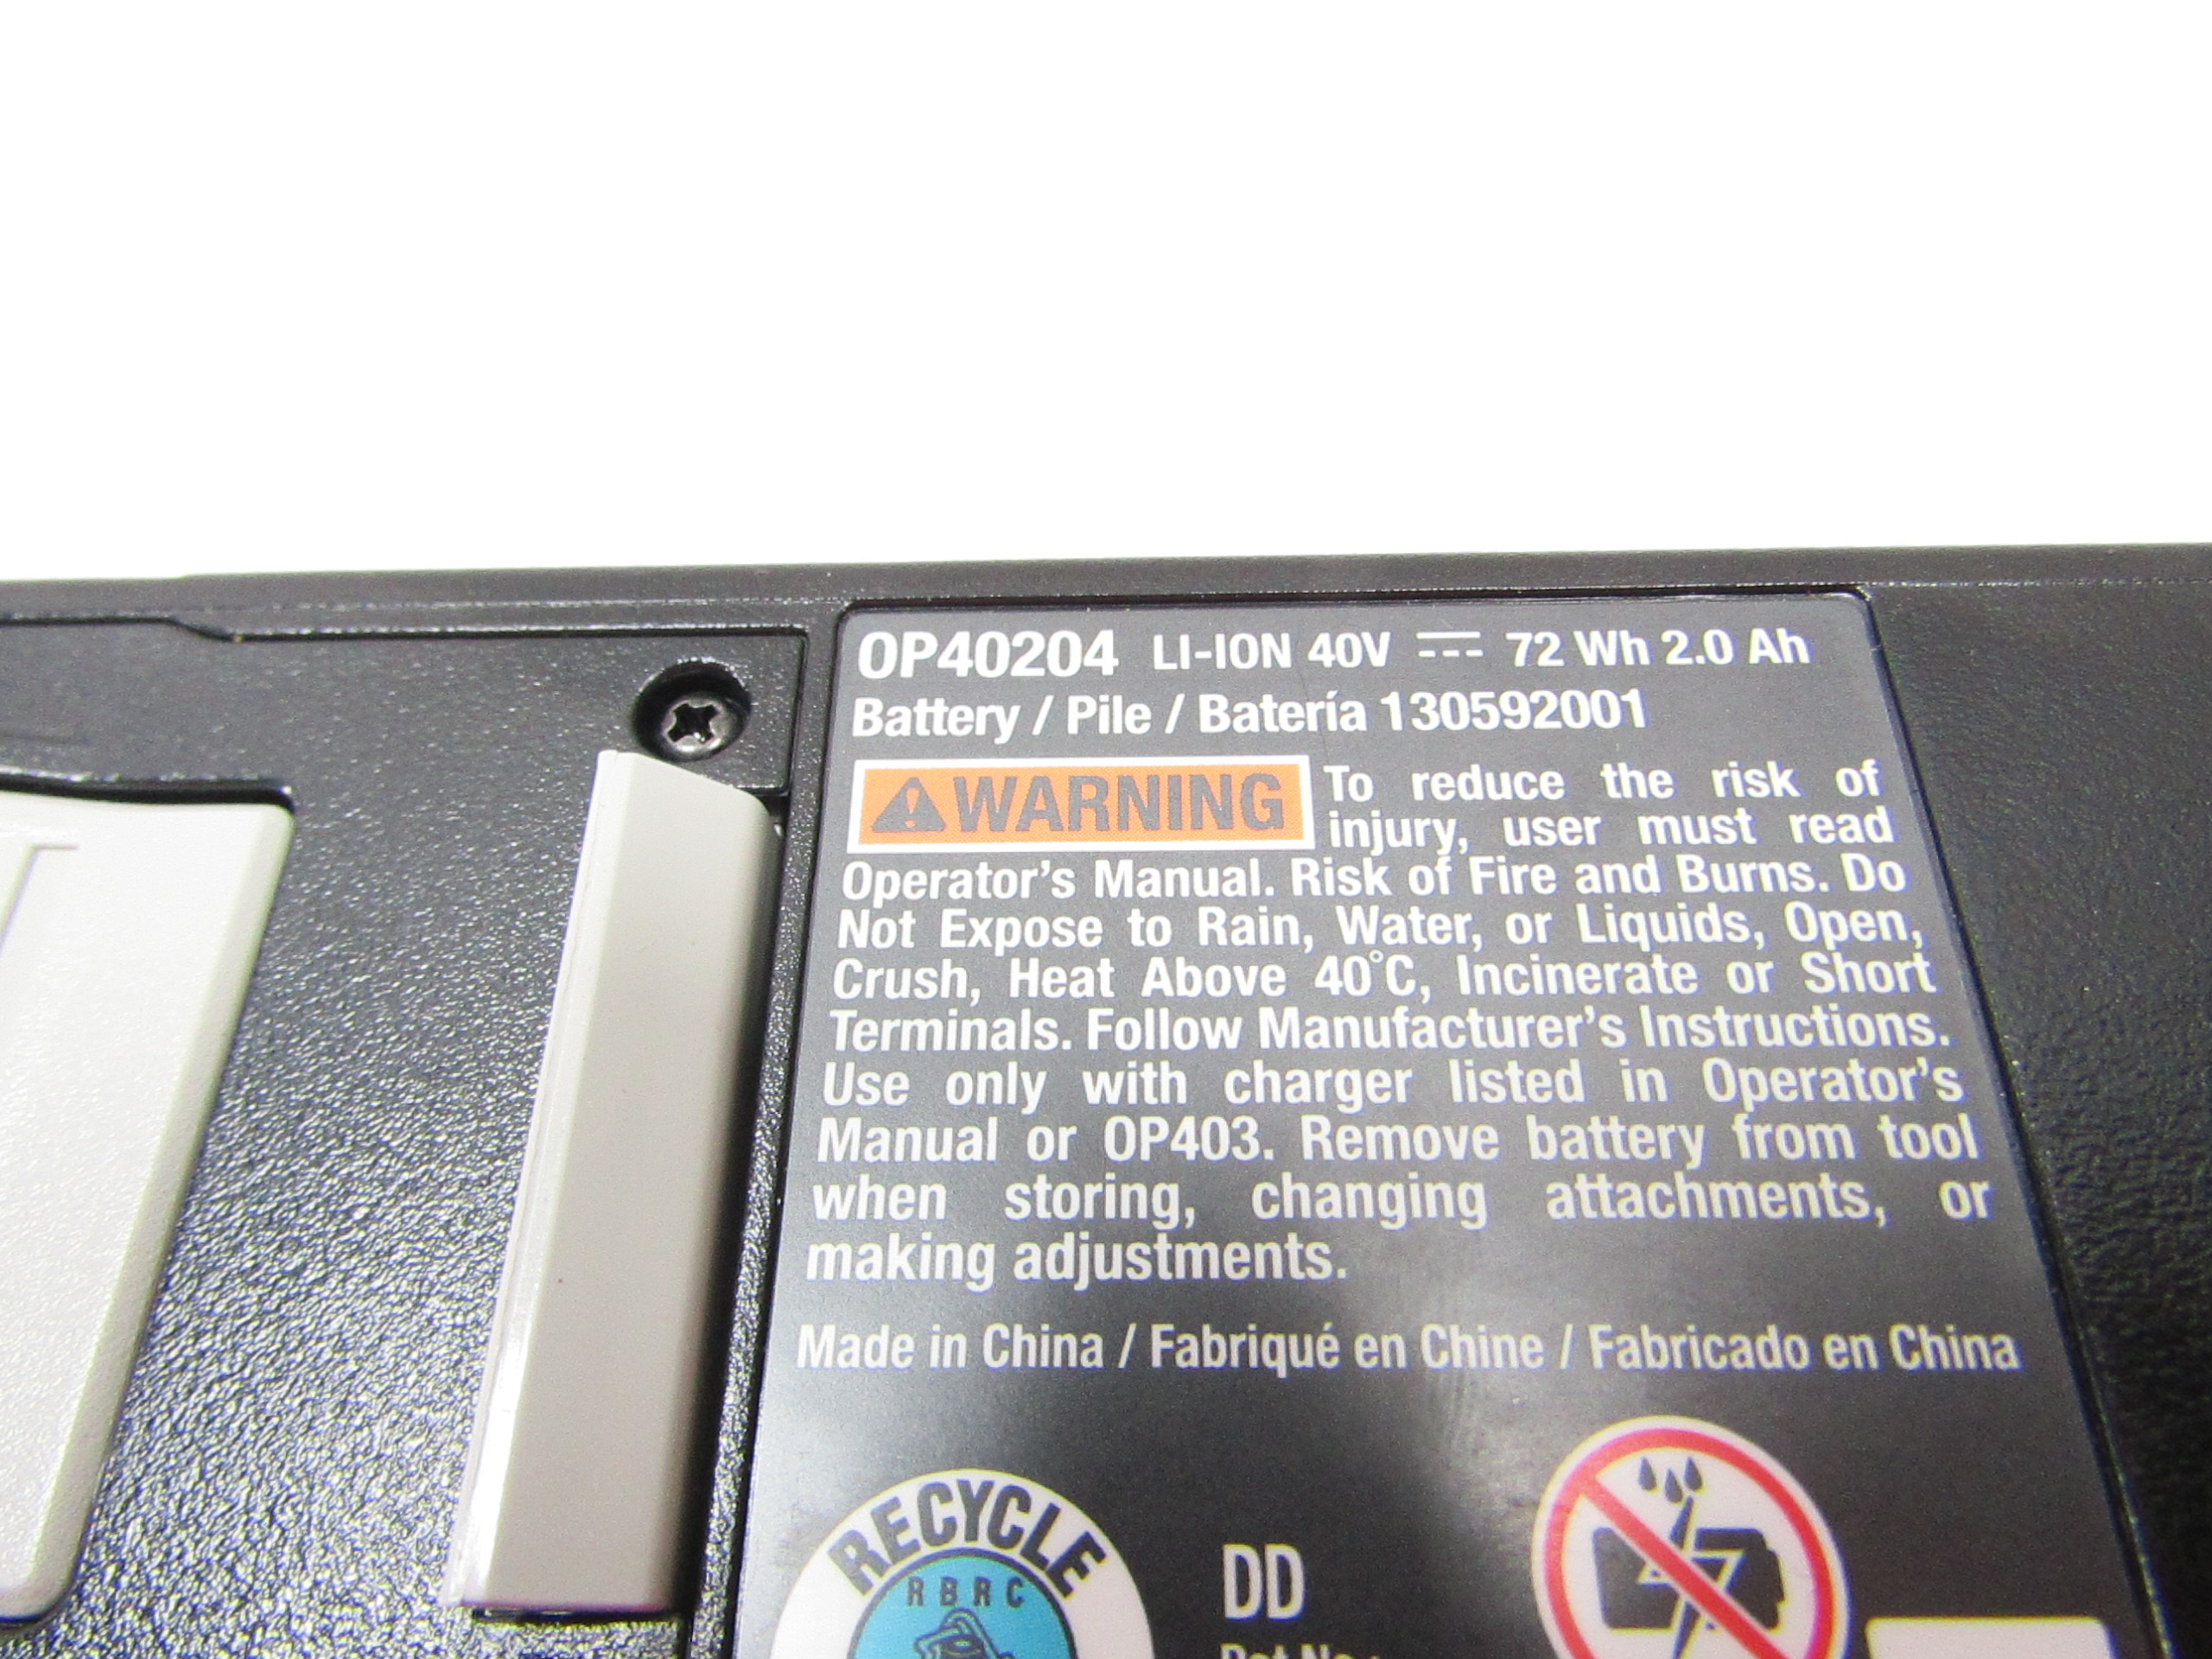 OP40204 LI-ION 40V ⎓ 72 Wh 2.0 Ah
Battery / Pile / Batería 130592001
WARNING To reduce the risk of
injury, user must read
Operator's Manual. Risk of Fire and Burns. Do
Not Expose to Rain, Water, or Liquids, Open,
Crush, Heat Above 40°C, Incinerate or Short
Terminals. Follow Manufacturer's Instructions.
Use only with charger listed in Operator's
Manual or OP403. Remove battery from tool
when storing, changing attachments, or
making adjustments.
Made in China / Fabriqué en Chine / Fabricado en China
RECYCLE
RBRC
DD